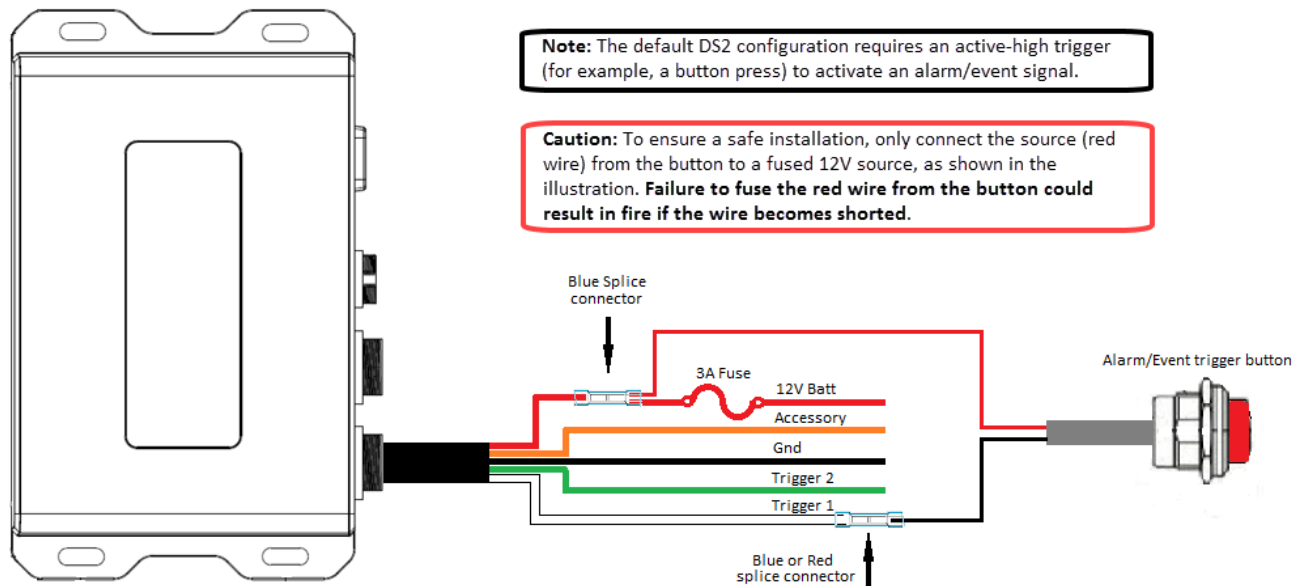 Note: The default DS2 configuration requires an active-high trigger
(for example, a button press) to activate an alarm/event signal.
Caution: To ensure a safe installation, only connect the source (red
wire) from the button to a fused 12V source, as shown in the
illustration. Failure to fuse the red wire from the button could
result in fire if the wire becomes shorted.
Blue Splice
connector
Alarm/Event trigger button
3A Fuse
12V Batt
Accessory
Gnd
Trigger 2
Trigger 1
Blue or Red
splice connector